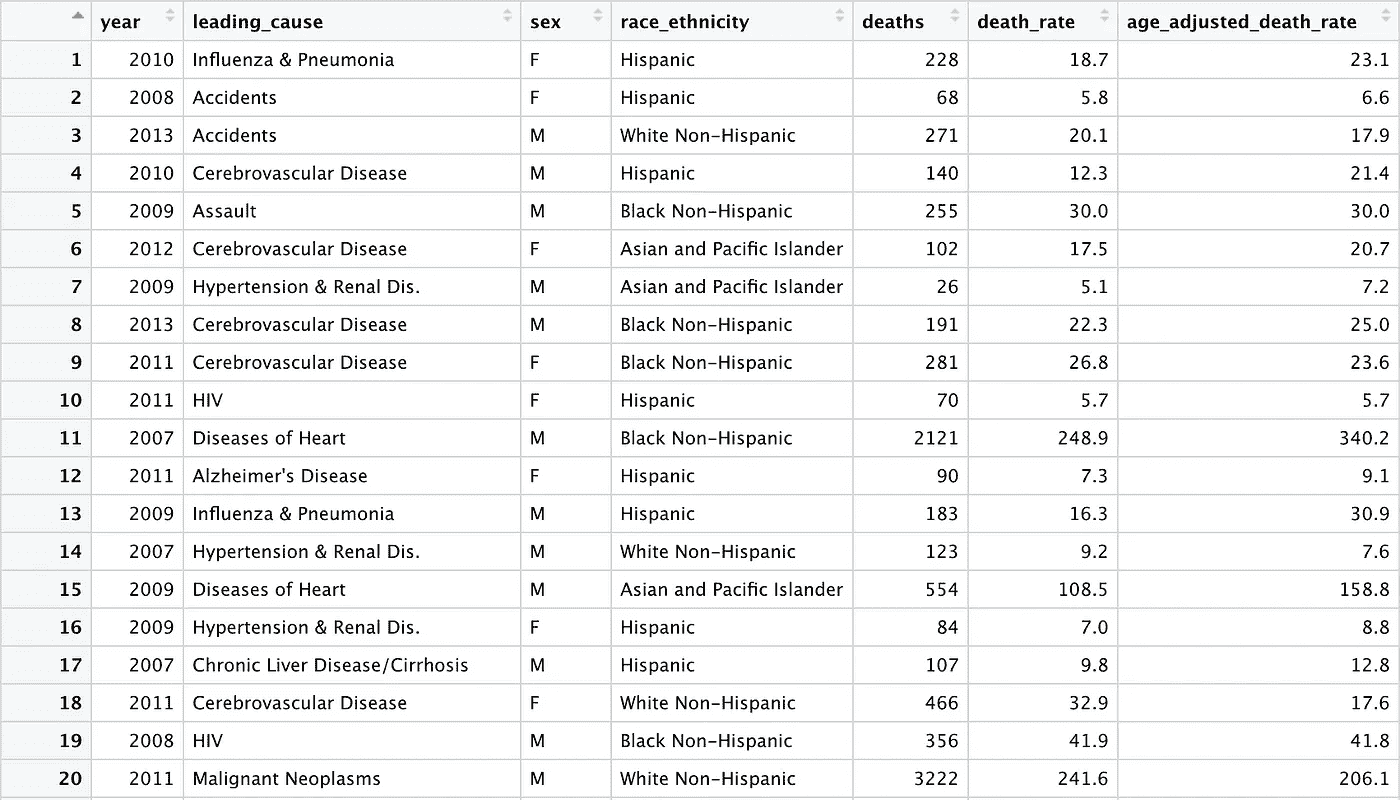 year leading_cause sex race_ethnicity deaths death_rate age_adjusted_death_rate
1 2010 Influenza & Pneumonia F Hispanic 228 18.7 23.1
2 2008 Accidents F Hispanic 68 5.8 6.6
3 2013 Accidents M White Non-Hispanic 271 20.1 17.9
4 2010 Cerebrovascular Disease M Hispanic 140 12.3 21.4
5 2009 Assault M Black Non-Hispanic 255 30.0 30.0
6 2012 Cerebrovascular Disease F Asian and Pacific Islander 102 17.5 20.7
7 2009 Hypertension & Renal Dis. M Asian and Pacific Islander 26 5.1 7.2
8 2013 Cerebrovascular Disease M Black Non-Hispanic 191 22.3 25.0
9 2011 Cerebrovascular Disease F Black Non-Hispanic 281 26.8 23.6
10 2011 HIV F Hispanic 70 5.7 5.7
11 2007 Diseases of Heart M Black Non-Hispanic 2121 248.9 340.2
12 2011 Alzheimer's Disease F Hispanic 90 7.3 9.1
13 2009 Influenza & Pneumonia M Hispanic 183 16.3 30.9
14 2007 Hypertension & Renal Dis. M White Non-Hispanic 123 9.2 7.6
15 2009 Diseases of Heart M Asian and Pacific Islander 554 108.5 158.8
16 2009 Hypertension & Renal Dis. F Hispanic 84 7.0 8.8
17 2007 Chronic Liver Disease/Cirrhosis M Hispanic 107 9.8 12.8
18 2011 Cerebrovascular Disease F White Non-Hispanic 466 32.9 17.6
19 2008 HIV M Black Non-Hispanic 356 41.9 41.8
20 2011 Malignant Neoplasms M White Non-Hispanic 3222 241.6 206.1